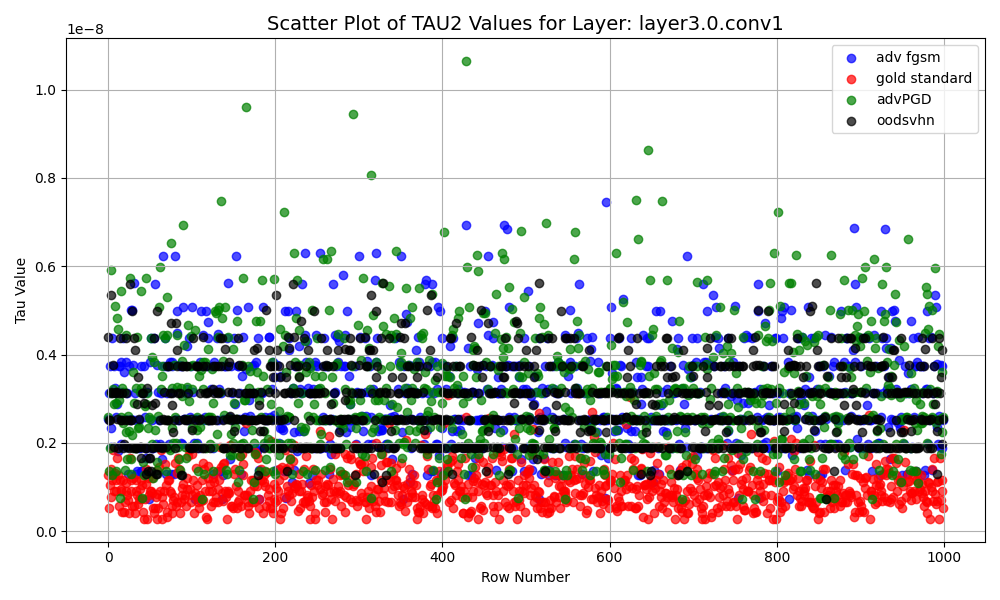 Scatter Plot of TAU2 Values for Layer: layer3.0.conv1
1e−8
adv fgsm
gold standard
advPGD
oodsvhn
1.0
0.8
0.6
0.4
0.2
0.0
Tau Value
0 200 400 600 800 1000
Row Number